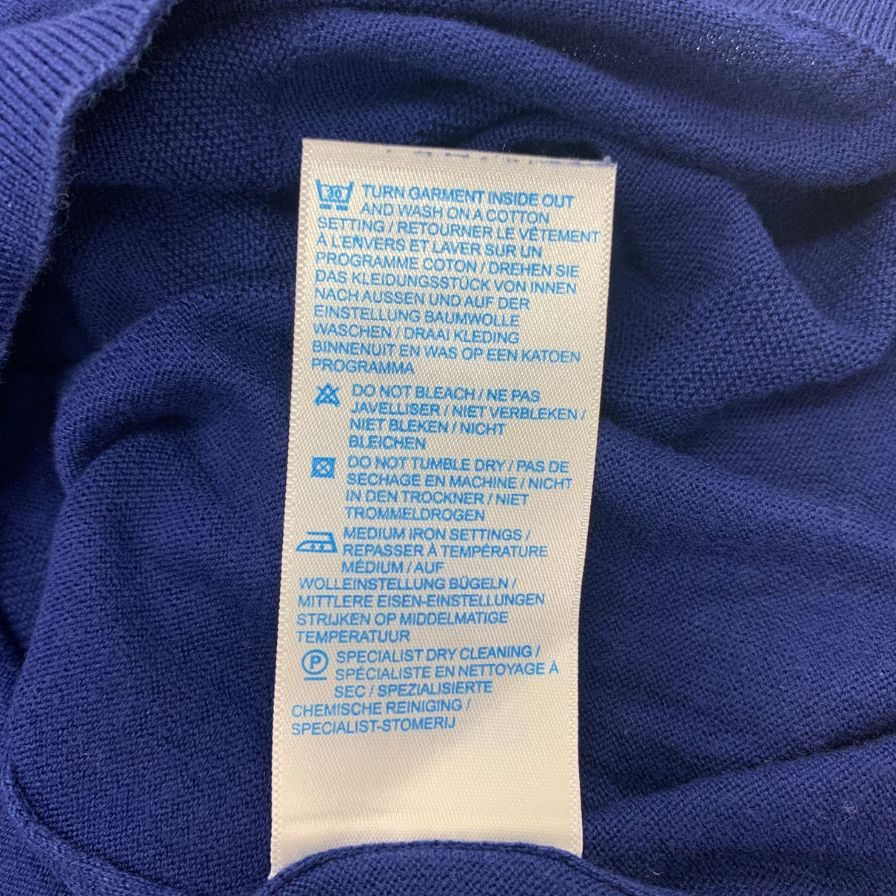 30 TURN GARMENT INSIDE OUT
AND WASH ON A COTTON
SETTING / RETOURNER LE VÊTEMENT
À L'ENVERS ET LAVER SUR UN
PROGRAMME COTON / DREHEN SIE
DAS KLEIDUNGSSTÜCK VON INNEN
NACH AUSSEN UND AUF DER
EINSTELLUNG BAUMWOLLE
WASCHEN / DRAAI KLEDING
BINNENUIT EN WAS OP EEN KATOEN
PROGRAMMA
DO NOT BLEACH / NE PAS
JAVELLISER / NIET VERBLEKEN /
NIET BLEKEN / NICHT
BLEICHEN
DO NOT TUMBLE DRY / PAS DE
SECHAGE EN MACHINE / NICHT
IN DEN TROCKNER / NIET
TROMMELDROGEN
MEDIUM IRON SETTINGS /
REPASSER À TEMPÉRATURE
MÉDIUM / AUF
WOLLEINSTELLUNG BÜGELN /
MITTLERE EISEN-EINSTELLUNGEN
STRIJKEN OP MIDDELMATIGE
TEMPERATUUR
P SPECIALIST DRY CLEANING /
SPÉCIALISTE EN NETTOYAGE À
SEC / SPEZIALISIERTE
CHEMISCHE REINIGUNG /
SPECIALIST-STOMERIJ